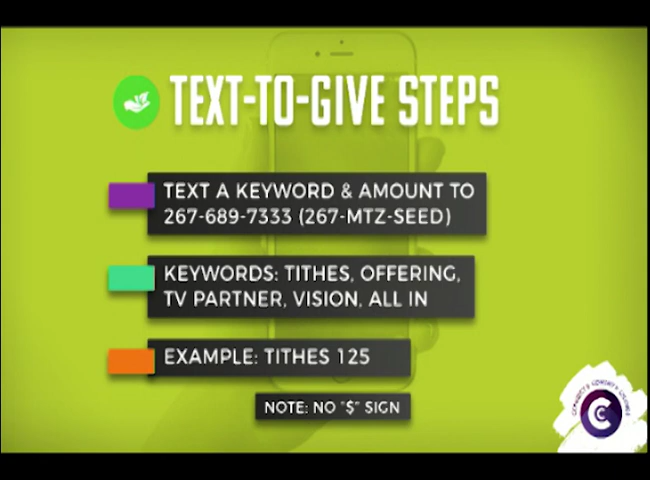 TEXT-TO-GIVE STEPS
TEXT A KEYWORD & AMOUNT TO
267-689-7333 (267-MTZ-SEED)
KEYWORDS: TITHES, OFFERING,
TV PARTNER, VISION, ALL IN
EXAMPLE: TITHES 125
NOTE: NO "$" SIGN